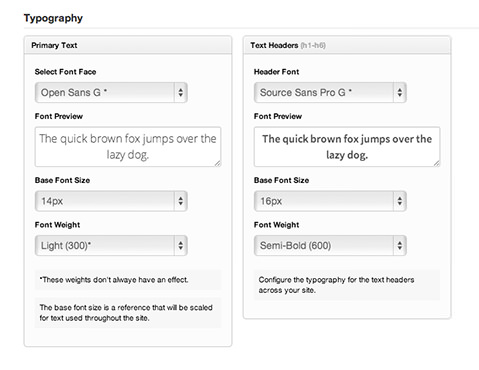 Typography
Primary Text
Select Font Face
Open Sans G *
Font Preview
The quick brown fox jumps over the
lazy dog.
Base Font Size
14px
Font Weight
Light (300)*
*These weights don't alwaye have an effect.
The base font size is a reference that will be scaled
for text used throughout the site.
Text Headers (h1-h6)
Header Font
Source Sans Pro G *
Font Preview
The quick brown fox jumps over the
lazy dog.
Base Font Size
16px
Font Weight
Semi-Bold (600)
Configure the typography for the text headers
across your site.